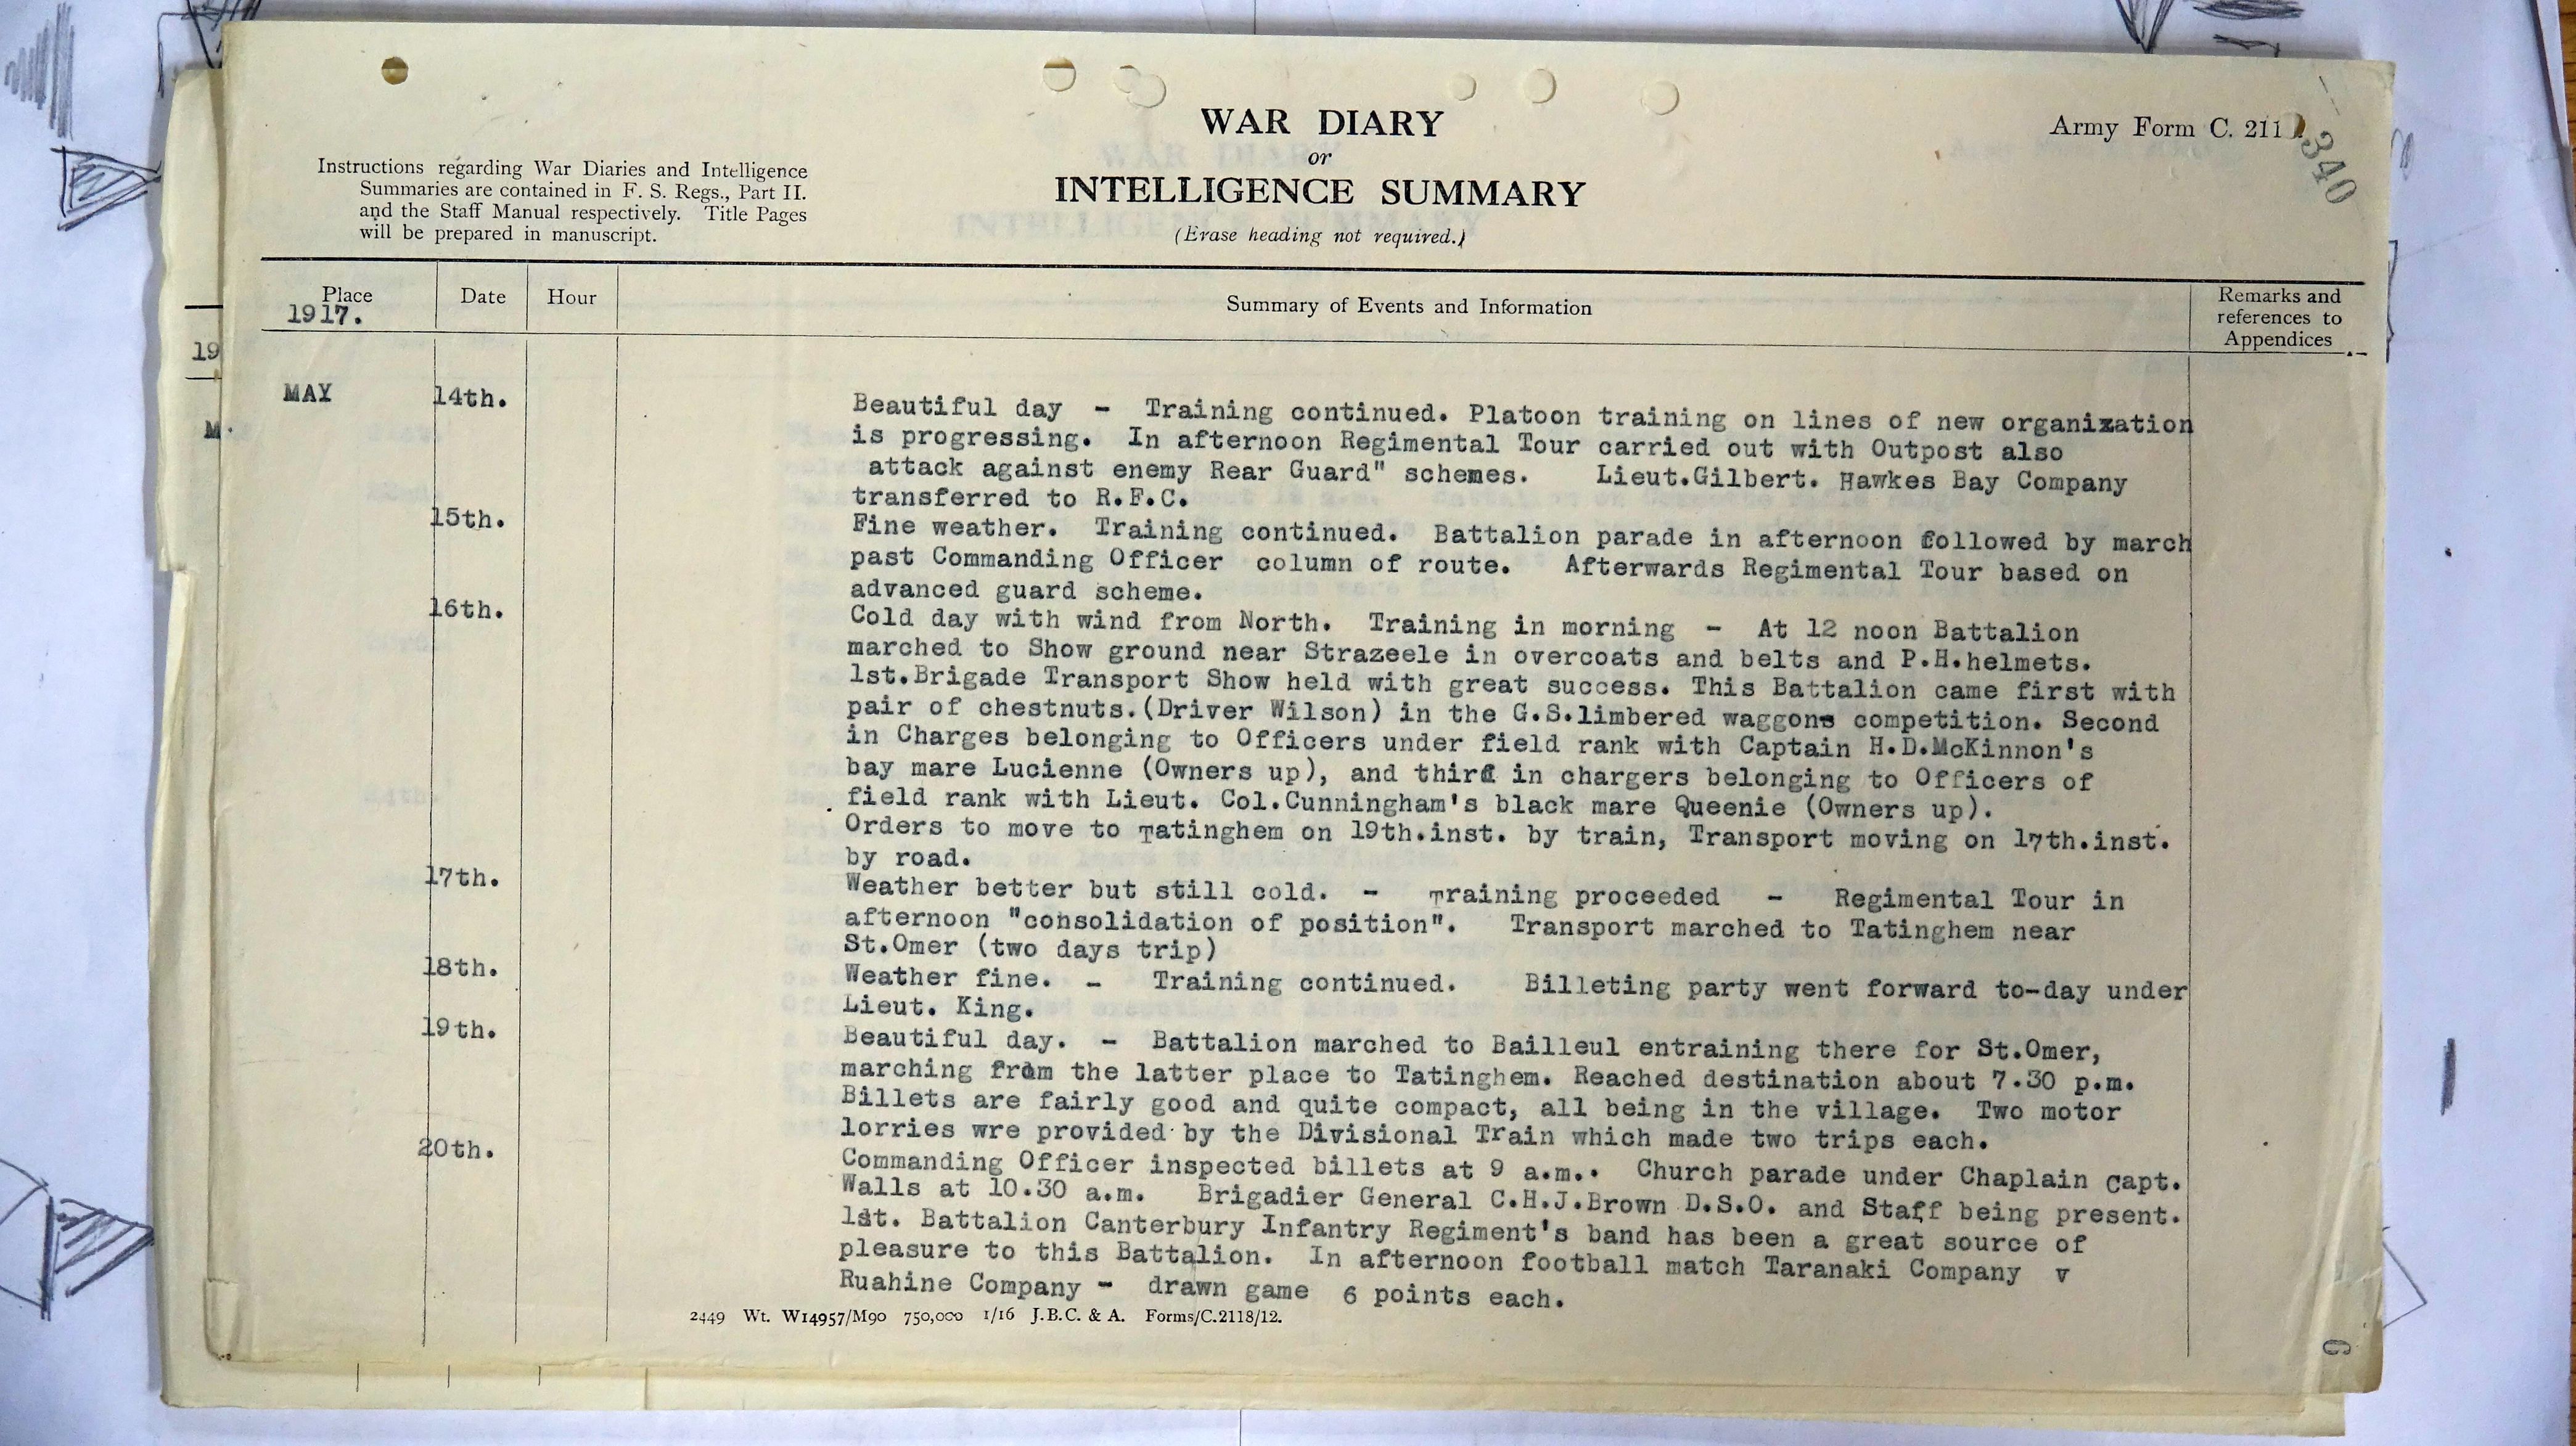 WAR DIARY
or
INTELLIGENCE SUMMARY
(Erase heading not required.)
Army Form C. 211
340
Instructions regarding War Diaries and Intelligence
Summaries are contained in F. S. Regs., Part II.
and the Staff Manual respectively. Title Pages
will be prepared in manuscript.
Place
1917.
Date
Hour
Summary of Events and Information
Remarks and
references to
Appendices
19
M
MAY
14th.
Beautiful day - Training continued. Platoon training on lines of new organization
is progressing. In afternoon Regimental Tour carried out with Outpost also
attack against enemy Rear Guard" schemes. Lieut.Gilbert. Hawkes Bay Company
transferred to R.F.C.
15th.
Fine weather. Training continued. Battalion parade in afternoon followed by march
past Commanding Officer column of route. Afterwards Regimental Tour based on
advanced guard scheme.
16th.
Cold day with wind from North. Training in morning - At 12 noon Battalion
marched to Show ground near Strazeele in overcoats and belts and P.H.helmets.
1st.Brigade Transport Show held with great success. This Battalion came first with
pair of chestnuts.(Driver Wilson) in the G.S.limbered waggons competition. Second
in Charges belonging to Officers under field rank with Captain H.D.McKinnon's
bay mare Lucienne (Owners up), and third in chargers belonging to Officers of
field rank with Lieut. Col.Cunningham's black mare Queenie (Owners up).
Orders to move to Tatinghem on 19th.inst. by train, Transport moving on 17th.inst.
by road.
17th.
Weather better but still cold. - Training proceeded - Regimental Tour in
afternoon "consolidation of position". Transport marched to Tatinghem near
St.Omer (two days trip)
18th.
Weather fine. - Training continued. Billeting party went forward to-day under
Lieut. King.
19th.
Beautiful day. - Battalion marched to Bailleul entraining there for St.Omer,
marching from the latter place to Tatinghem. Reached destination about 7.30 p.m.
Billets are fairly good and quite compact, all being in the village. Two motor
lorries wre provided by the Divisional Train which made two trips each.
20th.
Commanding Officer inspected billets at 9 a.m.. Church parade under Chaplain Capt.
Walls at 10.30 a.m. Brigadier General C.H.J.Brown D.S.O. and Staff being present.
1st. Battalion Canterbury Infantry Regiment's band has been a great source of
pleasure to this Battalion. In afternoon football match Taranaki Company v
Ruahine Company - drawn game 6 points each.
2449 Wt. W14957/M90 750,000 1/16 J.B.C. & A. Forms/C.2118/12.